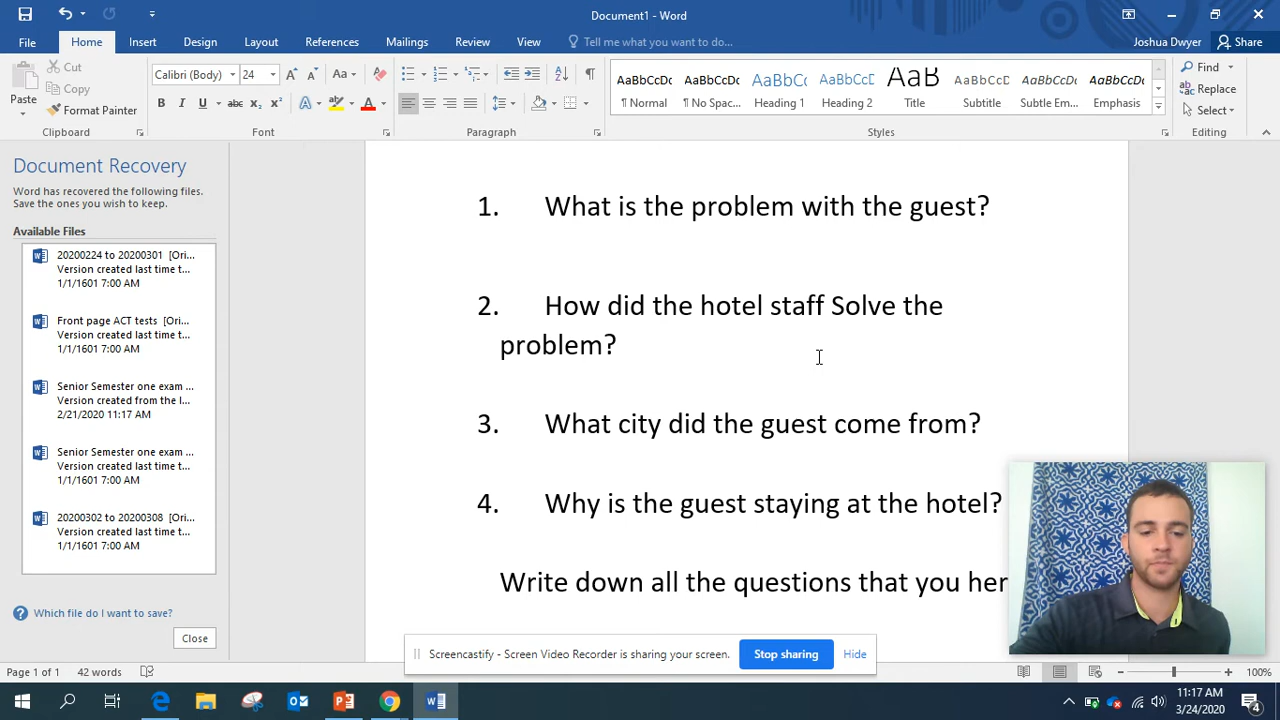 Document1 - Word
Joshua Dwyer
Share
File
Home
Insert
Design
Layout
References
Mailings
Review
View
Tell me what you want to do...
Paste
Cut
Copy
Format Painter
Clipboard
Calibri (Body)
24
Font
Paragraph
AaBbCcDc
¶ Normal
AaBbCcDc
¶ No Spac...
AaBbCc
Heading
AaBbCcDc
Heading 2
AaB
Title
AaBbCcDc
Subtitle
AaBbCcDc
Subtle Em...
AaBbCcDc
Emphasis
Styles
Find
Replace
Select
Editing
Document Recovery
Word has recovered the following files.
Save the ones you wish to keep.
Available Files
20200224 to 20200301 [Ori...
Version created last time t...
1/1/1601 7:00 AM
Front page ACT tests [Ori...
Version created last time t...
1/1/1601 7:00 AM
Senior Semester one exam
Version created from the l...
2/21/2020 11:17 AM
Senior Semester one exam
Version created last time t...
1/1/1601 7:00 AM
20200302 to 20200308 [Ori...
Version created last time t...
1/1/1601 7:00 AM
Which file do I want to save?
Close
1. What is the problem with the guest?
2. How did the hotel staff Solve the
problem?
3. What city did the guest come from?
4. Why is the guest staying at the hotel?
Write down all the questions that you her
Screencastify - Screen Video Recorder is sharing your screen.
Stop sharing
Hide
Page 1 of 1
42 words
100%
11:17 AM
3/24/2020
4